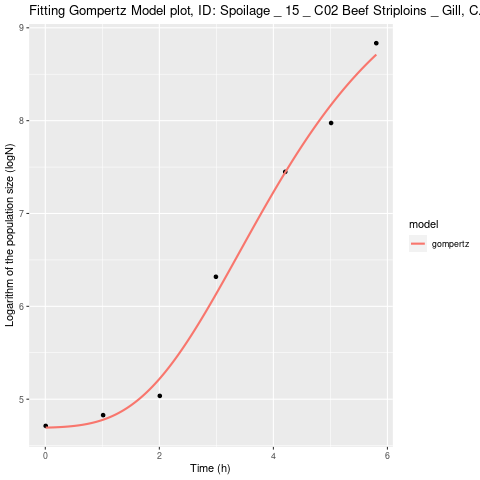 Fitting Gompertz Model plot, ID: Spoilage _ 15 _ C02 Beef Striploins _ Gill, C.
Logarithm of the population size (logN)
9
8
7
6
5
0
2
4
6
Time (h)
model
gompertz